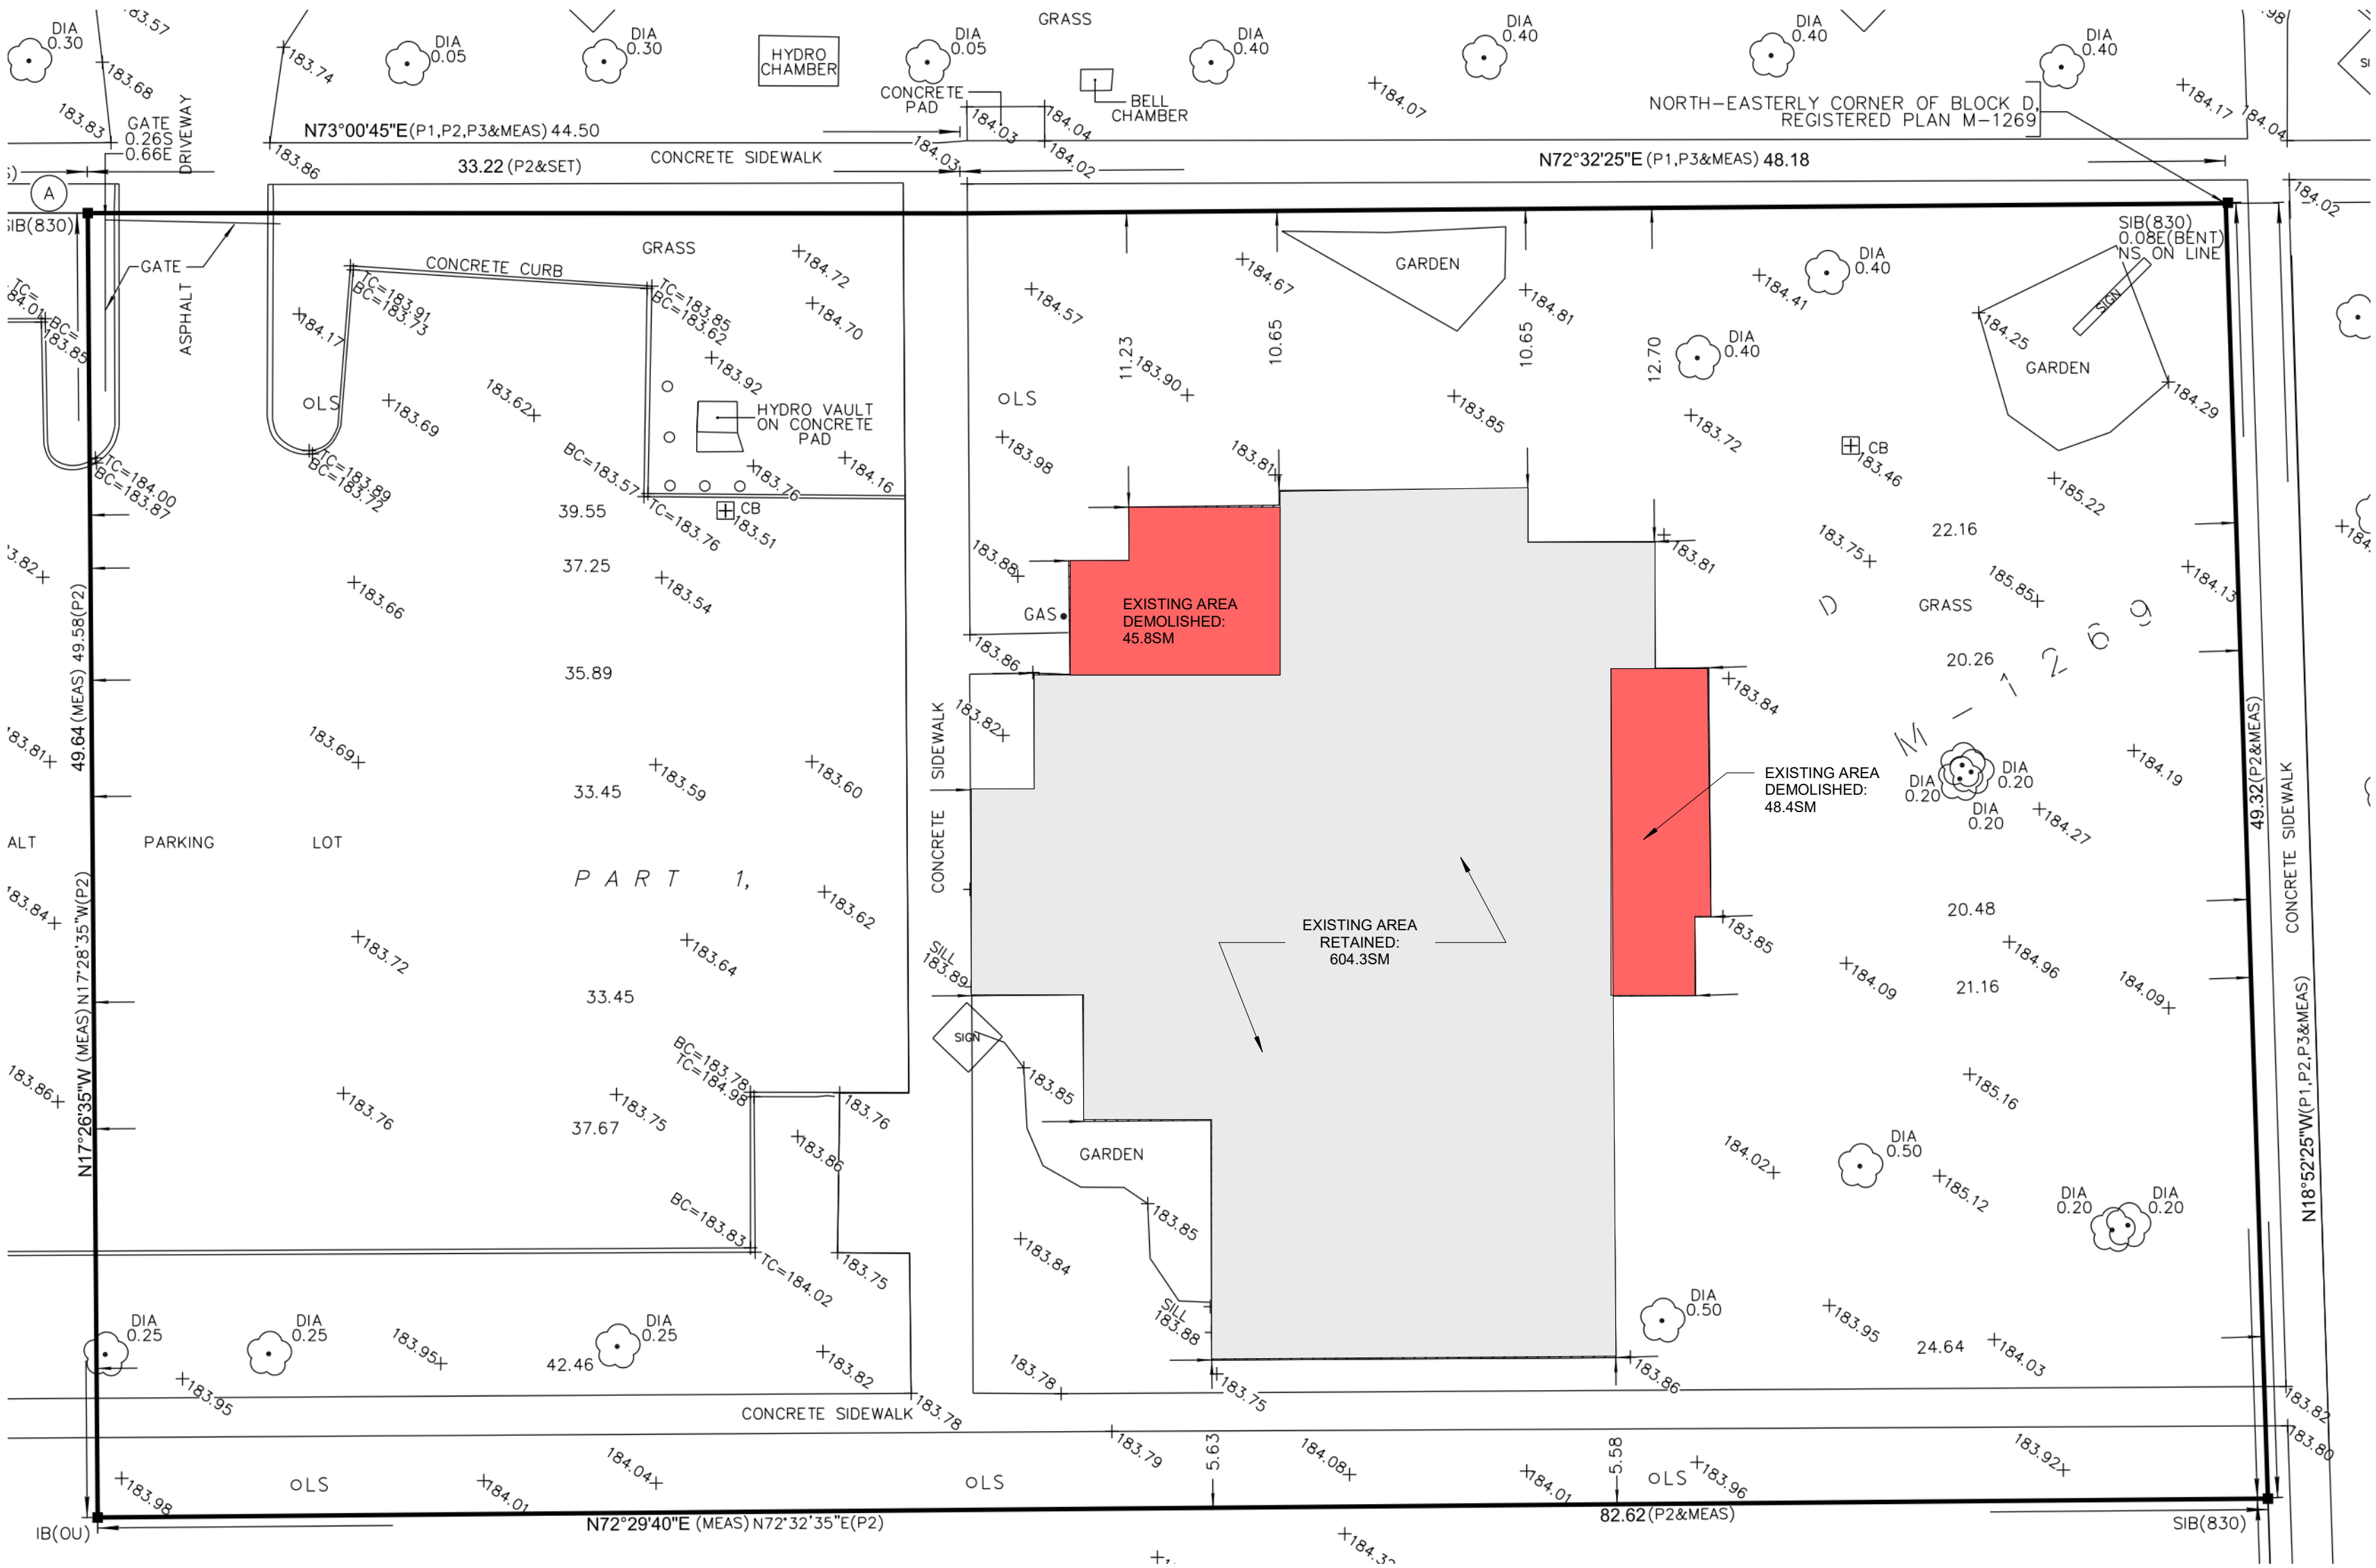 GRASS
183.57
DIA
0.30
183.74
DIA
0.05
DIA
0.30
HYDRO
CHAMBER
DIA
0.05
DIA
0.40
DIA
0.40
DIA
0.40
DIA
0.40
183.68
183.83
GATE
0.26S
0.66E
DRIVEWAY
CONCRETE
PAD
BELL
CHAMBER
184.07
NORTH-EASTERLY CORNER OF BLOCK D,
REGISTERED PLAN M-1269
184.17
184.04
N73°00'45"E(P1,P2,P3&MEAS) 44.50
184.03
184.04
183.86
33.22 (P2&SET)
CONCRETE SIDEWALK
184.03
184.02
N72°32'25"E (P1,P3&MEAS) 48.18
184.02
A
SIB(830)
GATE
ASPHALT
CONCRETE CURB
GRASS
184.72
184.70
184.57
184.67
GARDEN
184.81
184.41
DIA
0.40
SIB(830)
0.08E(BENT)
NS ON LINE
SIGN
184.25
GARDEN
184.29
TC=
184.01
BC=
183.85
184.17
TC=183.91
BC=183.73
TC=183.85
BC=183.62
183.92
11.23
10.65
10.65
12.70
DIA
0.40
183.90
183.85
183.72
LS
183.69
183.62
HYDRO VAULT
ON CONCRETE
PAD
LS
183.98
183.81
CB
183.46
185.22
TC=184.00
BC=183.87
TC=183.89
BC=183.72
BC=183.57
183.76
184.16
TC=183.76
CB
183.51
39.55
37.25
183.82
183.66
183.54
183.88
GAS
EXISTING AREA
DEMOLISHED:
45.8SM
183.81
183.75
22.16
185.85
184.13
GRASS
D
M-1269
20.26
49.64 (MEAS) 49.58(P2)
35.89
183.86
183.84
183.81
183.69
183.59
183.60
SIDEWALK
183.82
33.45
EXISTING AREA
DEMOLISHED:
48.4SM
DIA
0.20
DIA
0.20
DIA
0.20
184.19
184.27
49.32(P2&MEAS)
CONCRETE SIDEWALK
ALT
PARKING
LOT
CONCRETE
PART 1,
183.84
183.62
183.72
183.64
EXISTING AREA
RETAINED:
604.3SM
183.85
20.48
SILL
183.89
184.09
184.96
21.16
184.09
33.45
SIGN
N17°26'35"W (MEAS) N17°28'35"W(P2)
N18°52'25"W(P1,P2,P3&MEAS)
183.86
183.76
BC=183.78
TC=184.98
183.75
183.76
183.85
185.16
37.67
183.86
GARDEN
184.02
DIA
0.50
185.12
DIA
0.20
DIA
0.20
BC=183.83
TC=184.02
183.75
183.84
183.85
SILL
183.88
DIA
0.25
DIA
0.25
DIA
0.25
183.95
42.46
183.82
183.95
183.78
183.75
DIA
0.50
183.86
183.95
24.64
184.03
183.82
CONCRETE SIDEWALK
183.78
183.79
5.63
5.58
184.08
183.92
183.80
183.98
LS
184.01
184.04
LS
184.01
LS
183.96
IB(OU)
N72°29'40"E (MEAS) N72°32'35"E(P2)
82.62(P2&MEAS)
SIB(830)